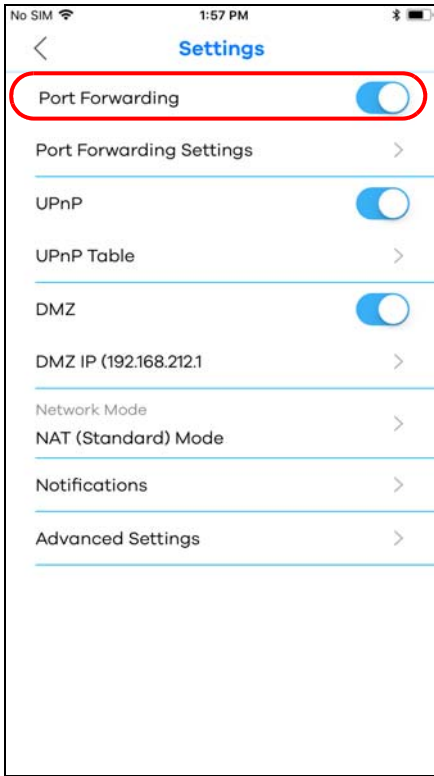 No SIM 1:57 PM
Settings
Port Forwarding
Port Forwarding Settings
UPnP
UPnP Table
DMZ
DMZ IP (192.168.212.1
Network Mode
NAT (Standard) Mode
Notifications
Advanced Settings